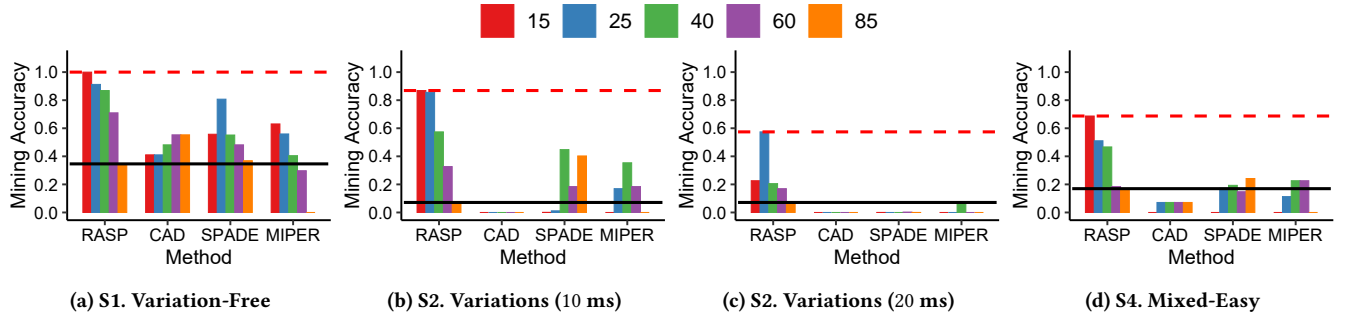 15 25 40 60 85
Mining Accuracy
1.0
0.8
0.6
0.4
0.2
0.0
RASP CAD SPADE MIPER
Method
(a) S1. Variation-Free
Mining Accuracy
1.0
0.8
0.6
0.4
0.2
0.0
RASP CAD SPADE MIPER
Method
(b) S2. Variations (10 ms)
Mining Accuracy
1.0
0.8
0.6
0.4
0.2
0.0
RASP CAD SPADE MIPER
Method
(c) S2. Variations (20 ms)
Mining Accuracy
1.0
0.8
0.6
0.4
0.2
0.0
RASP CAD SPADE MIPER
Method
(d) S4. Mixed-Easy